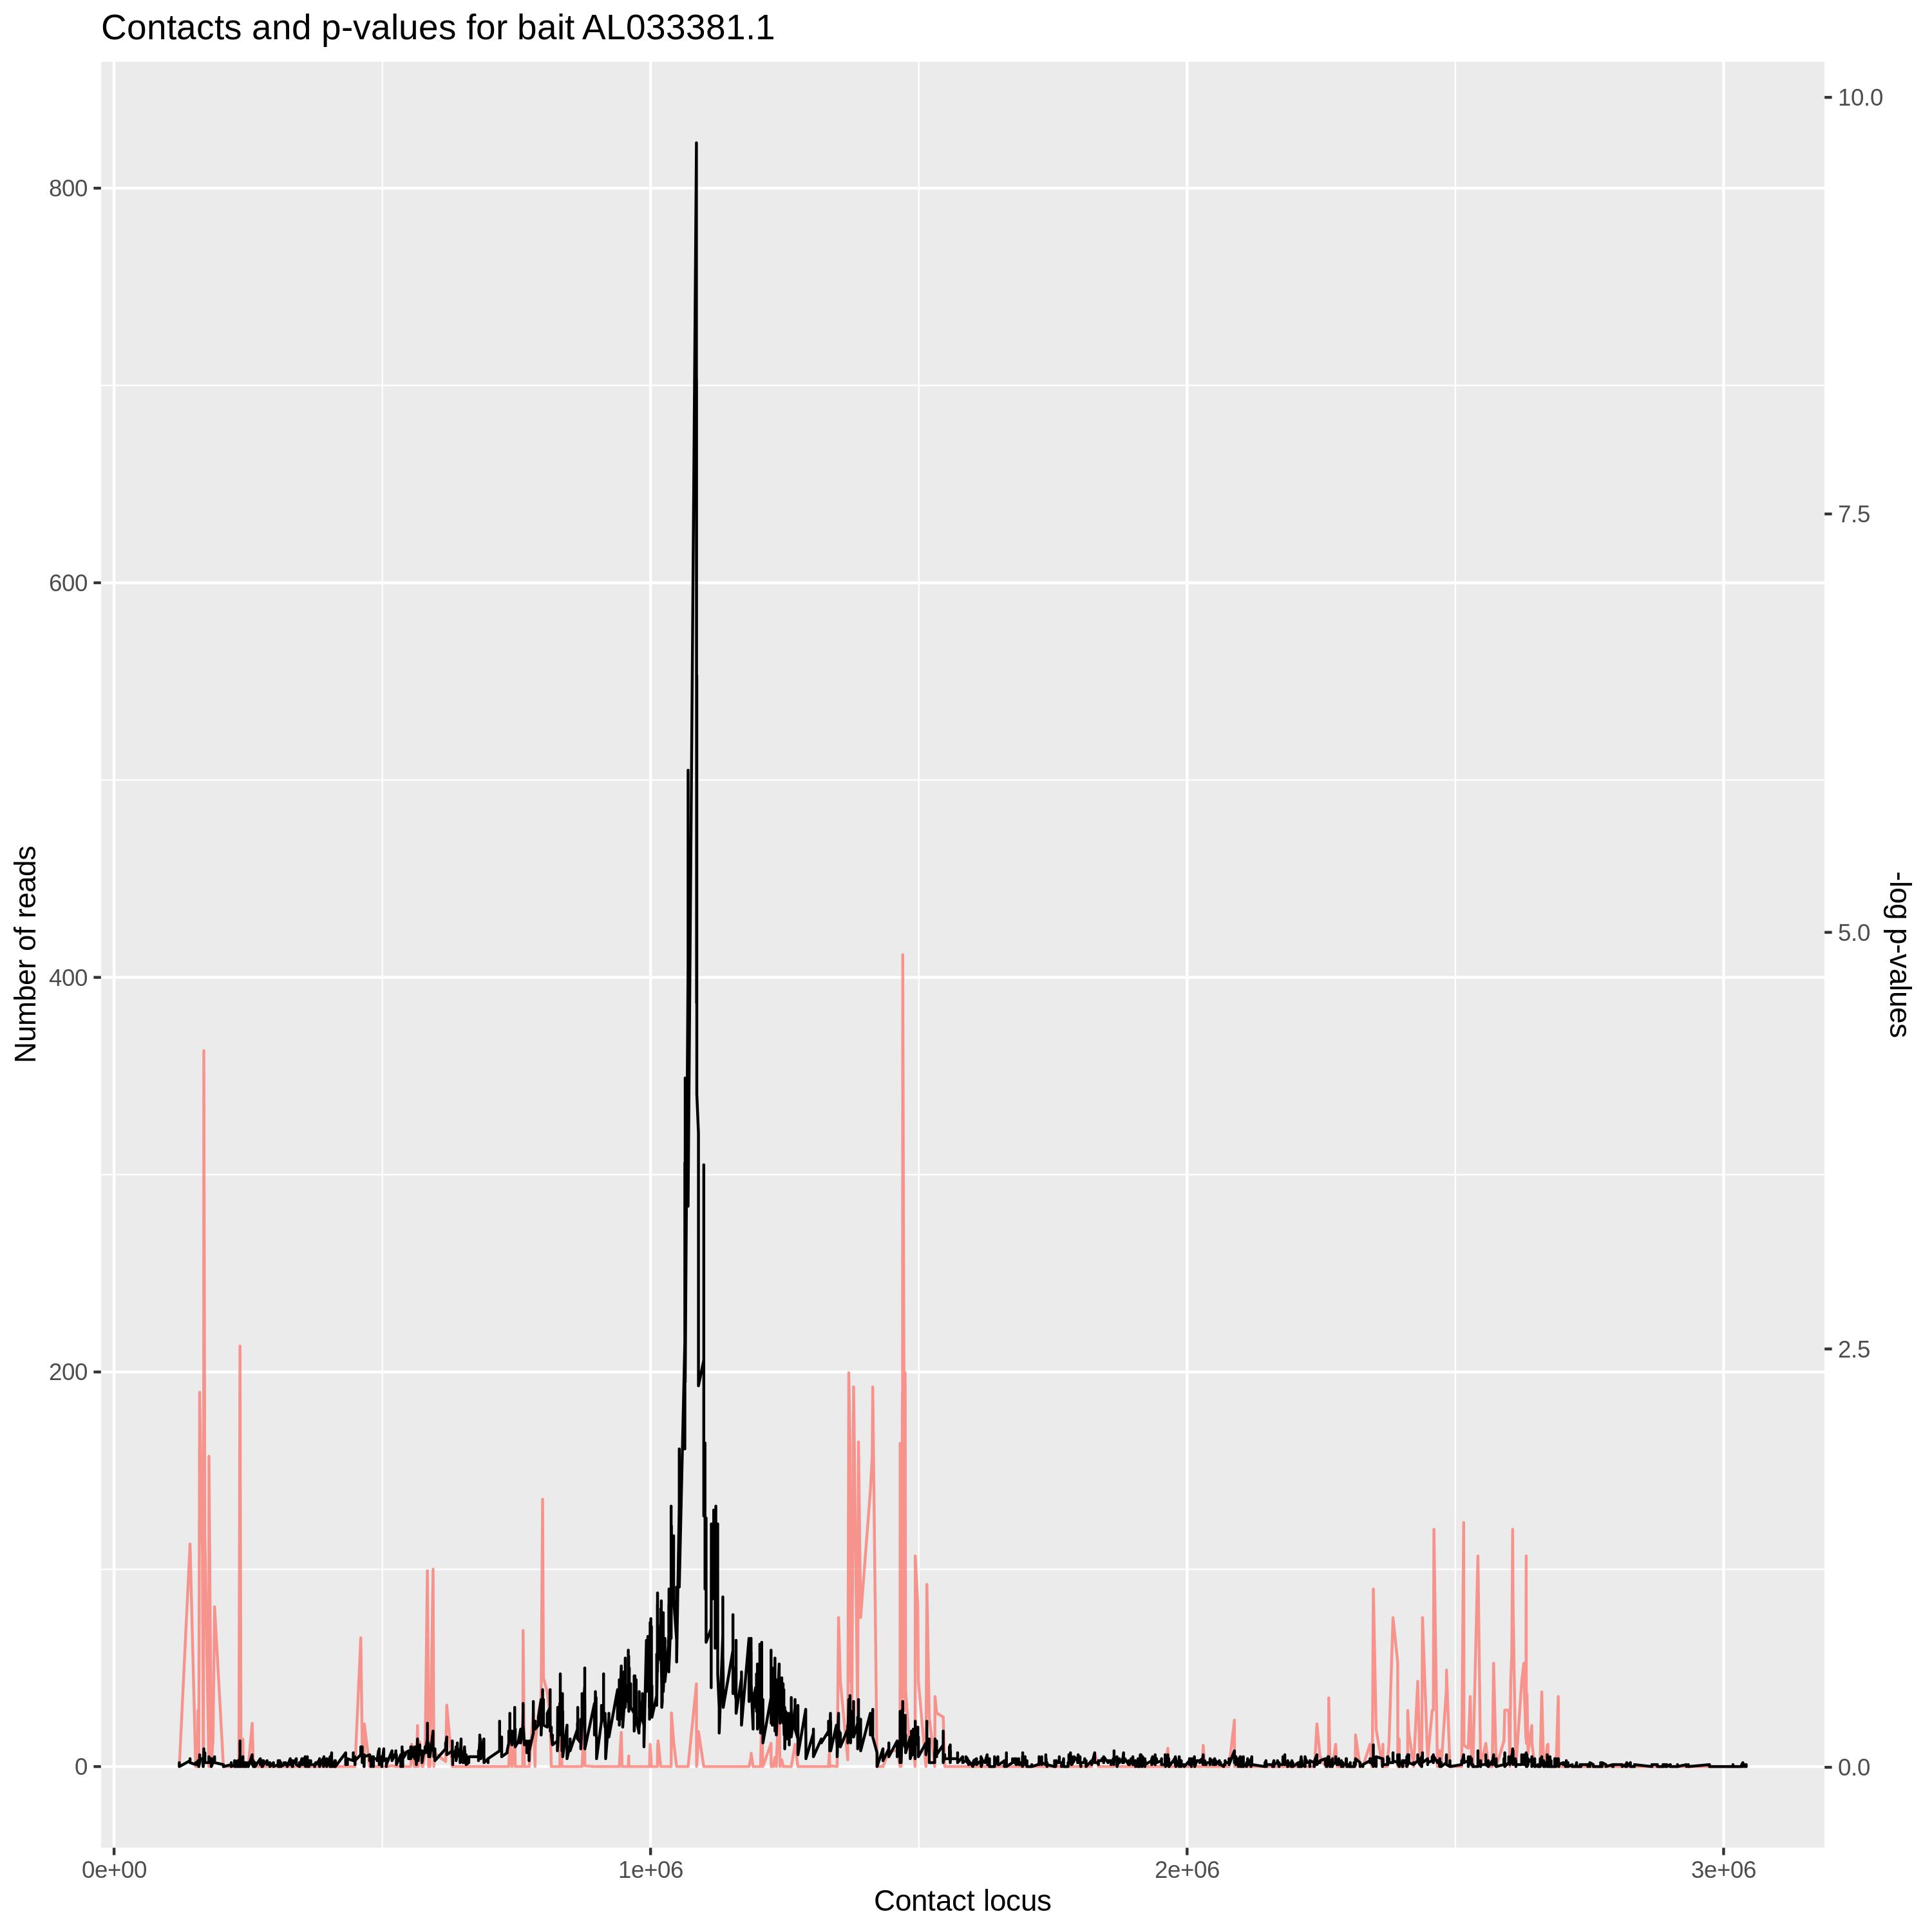 Contacts and p-values for bait AL033381.1
10.0
800
7.5
600
5.0
Number of reads
-log p-values
400
2.5
200
0
0.0
0e+00
1e+06
2e+06
3e+06
Contact locus